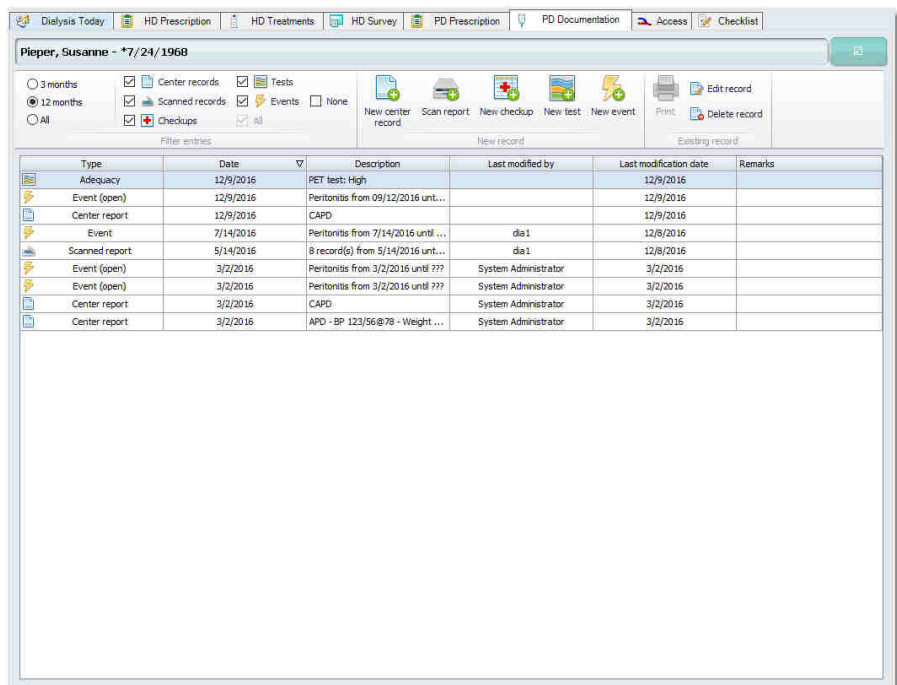 Dialysis Today HD Prescription HD Treatments HD Survey PD Prescription PD Documentation Access Checklist
Pieper, Susanne - *7/24/1968
3 months Center records Tests
12 months Scanned records Events None
All Checkups All
Filter entries
New center record Scan report New checkup New test New event
New record
Print Edit record
Delete record
Existing record
Type Date Description Last modified by Last modification date Remarks
Adequacy 12/9/2016 PET test: High 12/9/2016
Event (open) 12/9/2016 Peritonitis from 09/12/2016 unt... 12/9/2016
Center report 12/9/2016 CAPD 12/9/2016
Event 7/14/2016 Peritonitis from 7/14/2016 until ... dia1 12/8/2016
Scanned report 5/14/2016 8 record(s) from 5/14/2016 unt... dia1 12/8/2016
Event (open) 3/2/2016 Peritonitis from 3/2/2016 until ??? System Administrator 3/2/2016
Event (open) 3/2/2016 Peritonitis from 3/2/2016 until ??? System Administrator 3/2/2016
Center report 3/2/2016 CAPD System Administrator 3/2/2016
Center report 3/2/2016 APD - BP 123/56@78 - Weight ... System Administrator 3/2/2016